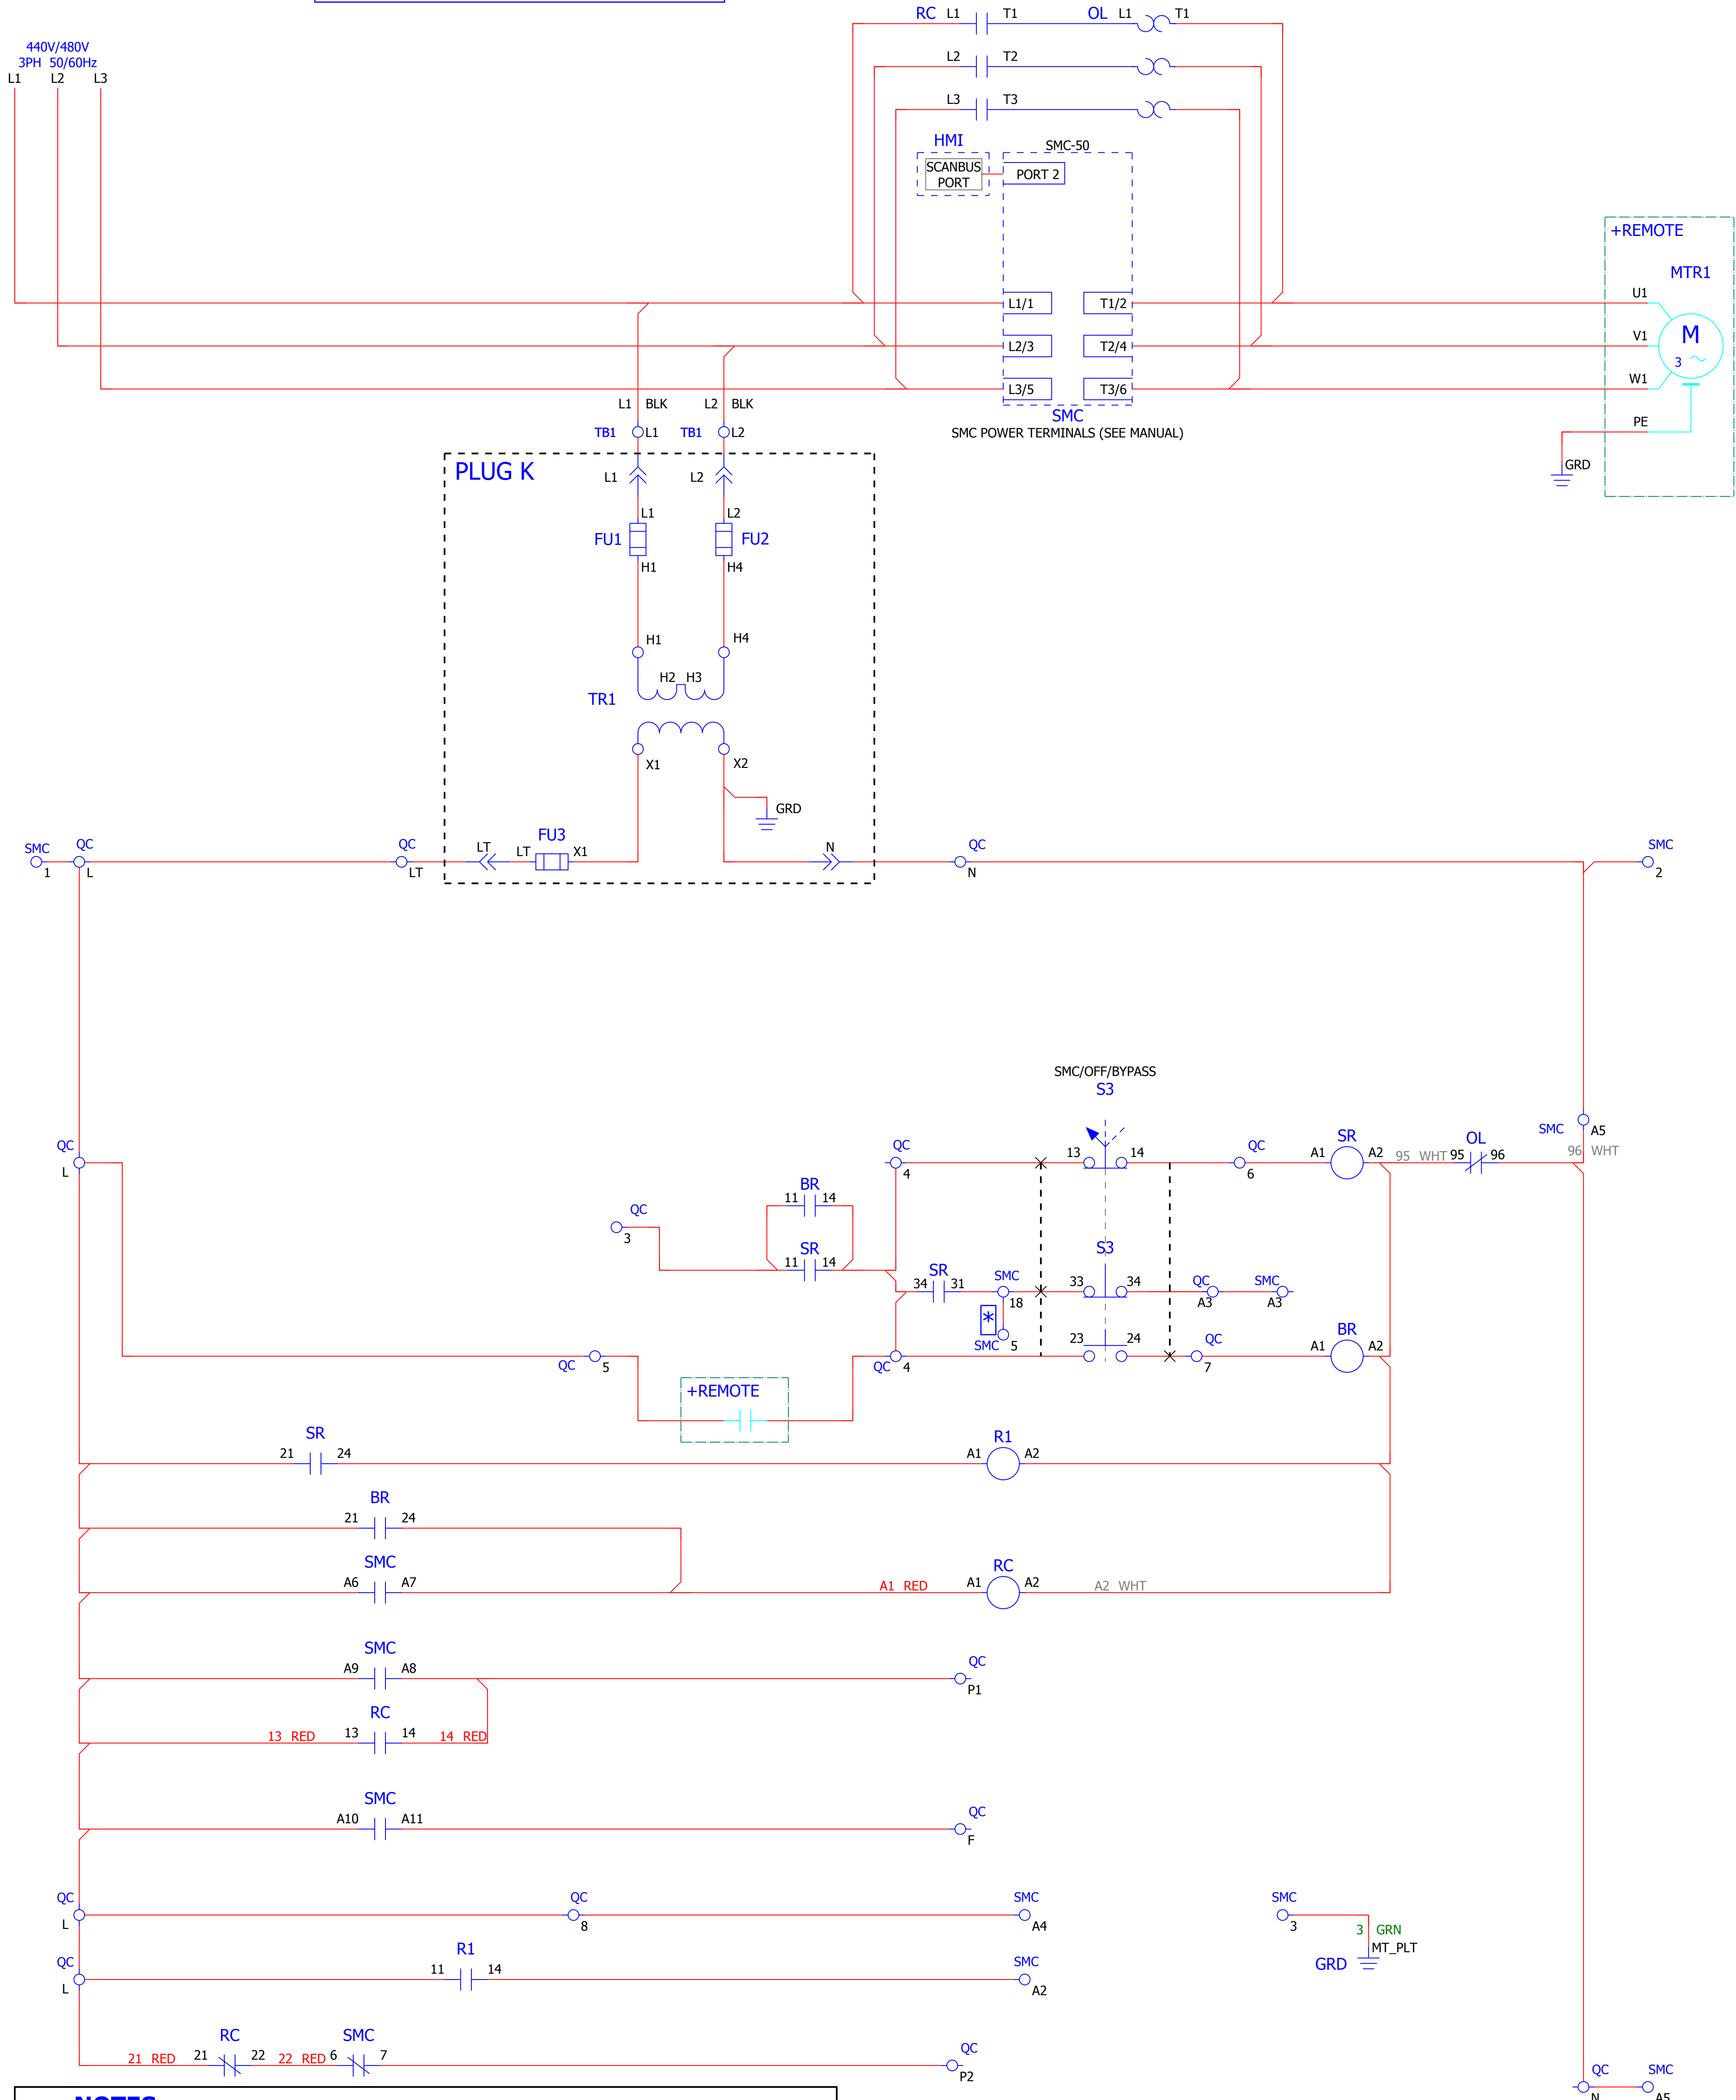 RC L1 T1 OL L1 T1
440V/480V
3PH 50/60Hz
L1 L2 L3
L2 T2
L3 T3
HMI
SMC-50
SCANBUS
PORT
PORT 2
+REMOTE
MTR1
L1/1 T1/2 U1
L2/3 T2/4 V1
M
3
L3/5 T3/6 W1
L1 BLK L2 BLK
SMC
SMC POWER TERMINALS (SEE MANUAL)
PE
GRD
TB1 L1 TB1 L2
PLUG K
L1 L2
L1 L2
FU1 FU2
H1 H4
H1 H4
H2 H3
TR1
X1 X2
GRD
SMC QC QC LT FU3 N QC SMC
LT X1
1 L LT N 2
SMC/OFF/BYPASS
S3
SMC A5
QC 13 14 QC SR OL
A1 A2 95 WHT 95 96 96 WHT
QC
L 4 6
BR
11 14
QC
3
SR S3
11 14
SR SMC 33 34 QC SMC
34 31
18 A3 A3
*
SMC 5 23 24 QC BR
A1 A2
QC 5 QC 4 7
+REMOTE
SR R1
21 24 A1 A2
BR
21 24
SMC RC
A6 A7 A1 RED A1 A2 A2 WHT
SMC QC
A9 A8
P1
RC
13 RED 13 14 14 RED
SMC QC
A10 A11
F
QC QC SMC SMC
L 8 A4 3
3 GRN
MT_PLT
GRD
QC R1 SMC
11 14
L A2
RC SMC QC
21 RED 21 22 22 RED 6 7
P2
QC SMC
N A5
NOTES